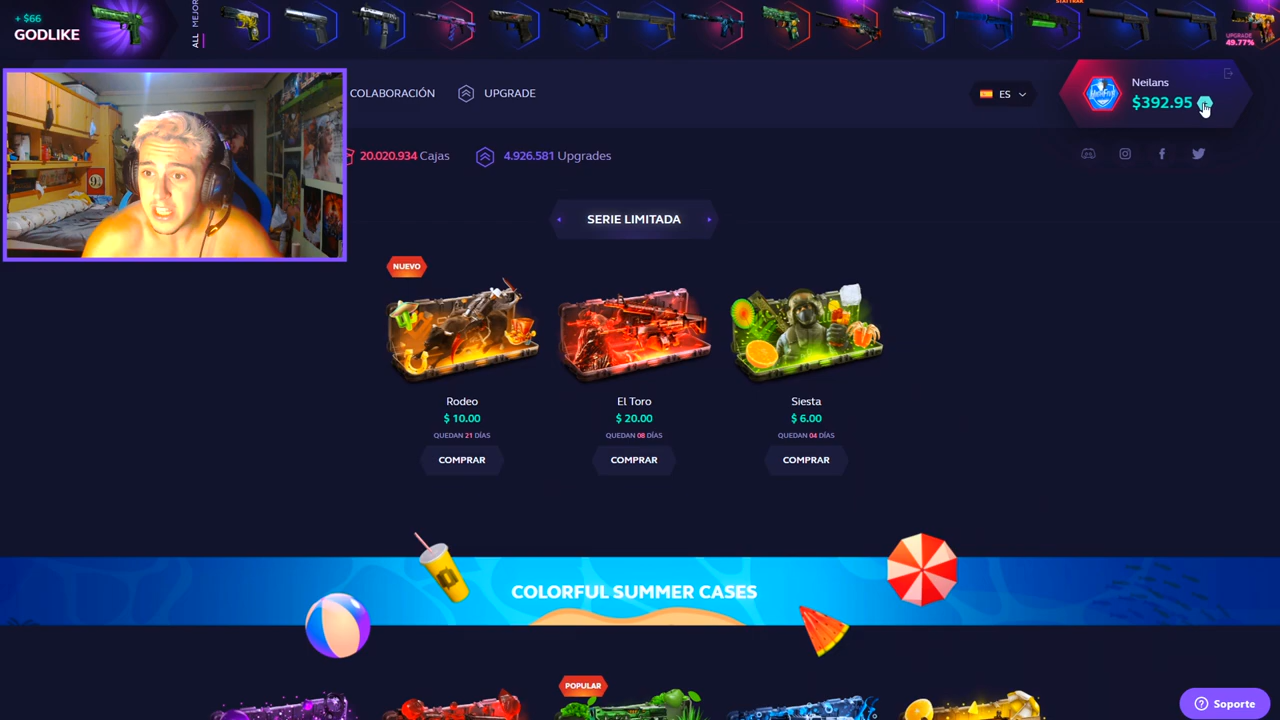 + $66
GODLIKE
ALL MEJOR
STATTRAK
UPGRADE
49.77%
COLABORACIÓN
UPGRADE
ES
Neilans
$392.95
20.020.934 Cajas
4.926.581 Upgrades
SERIE LIMITADA
NUEVO
Rodeo
El Toro
Siesta
$ 10.00
$ 20.00
$ 6.00
QUEDAN 21 DÍAS
QUEDAN 08 DÍAS
QUEDAN 04 DÍAS
COMPRAR
COMPRAR
COMPRAR
COLORFUL SUMMER CASES
POPULAR
Soporte